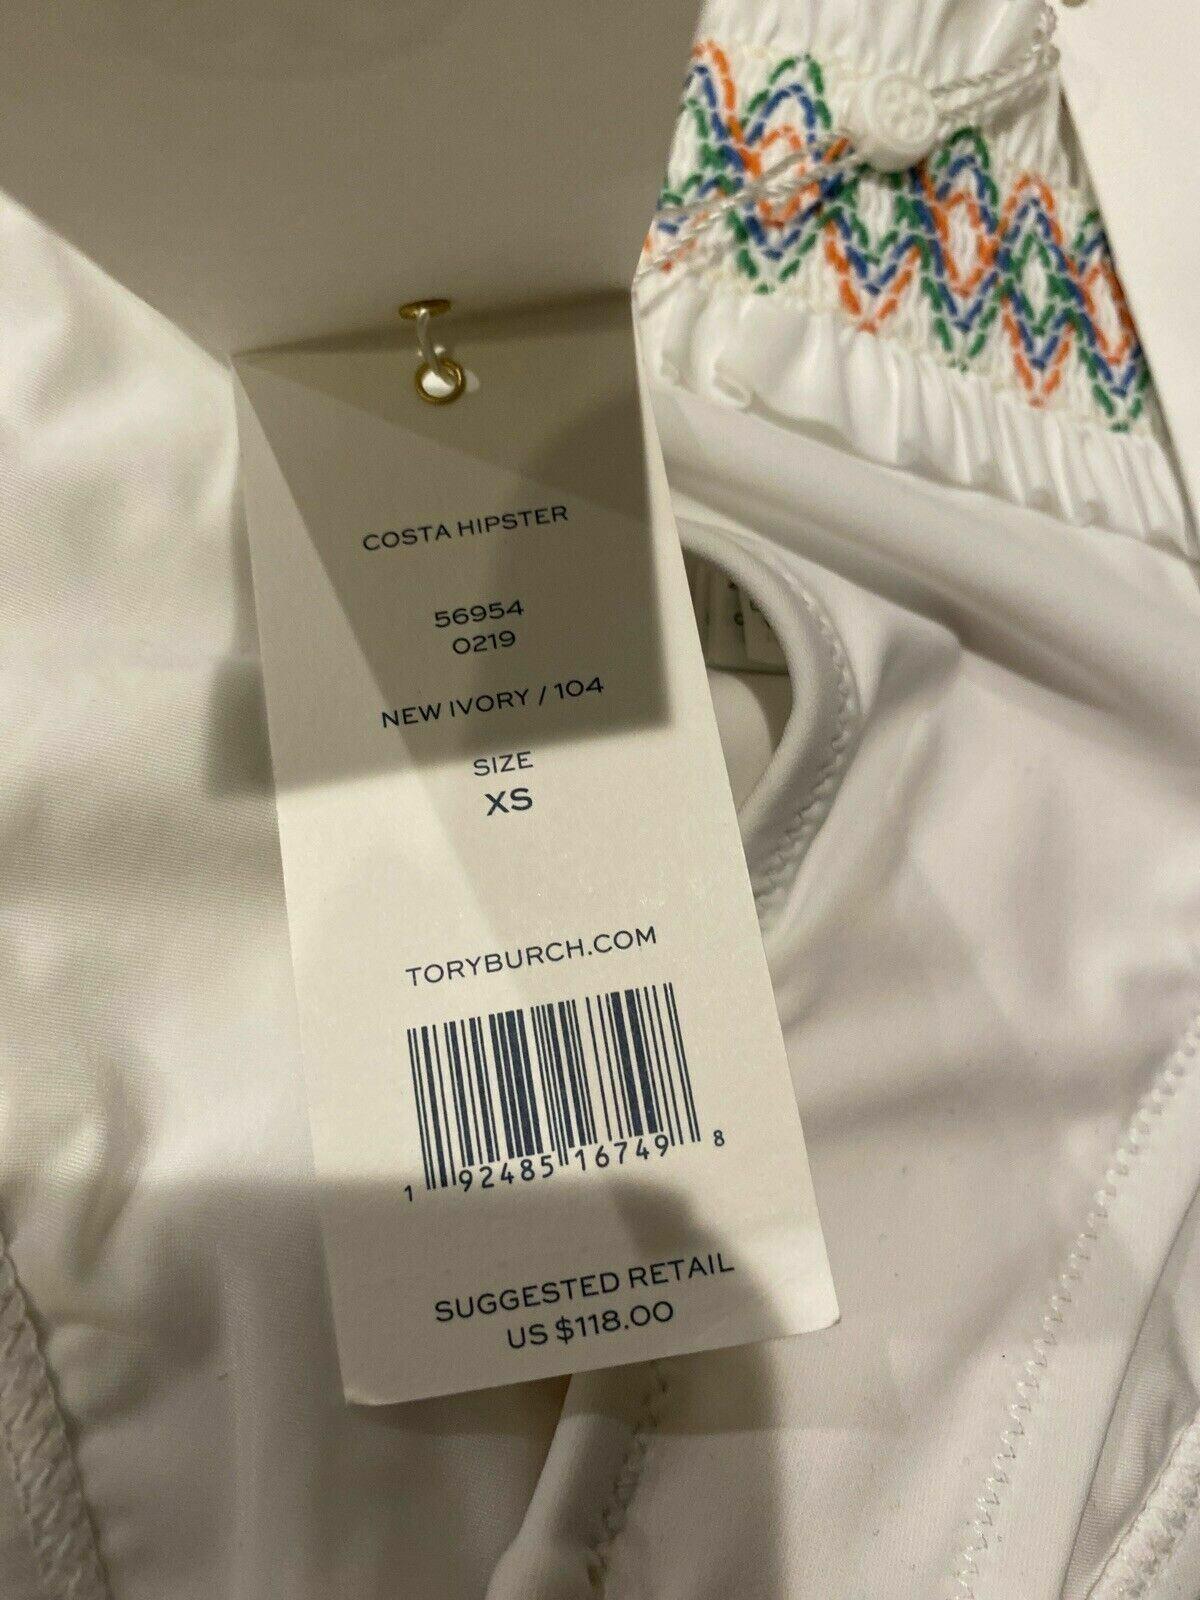 COSTA HIPSTER
56954
0219
NEW IVORY / 104
SIZE
XS
TORYBURCH.COM
1 92485 16749 8
SUGGESTED RETAIL
US $118.00